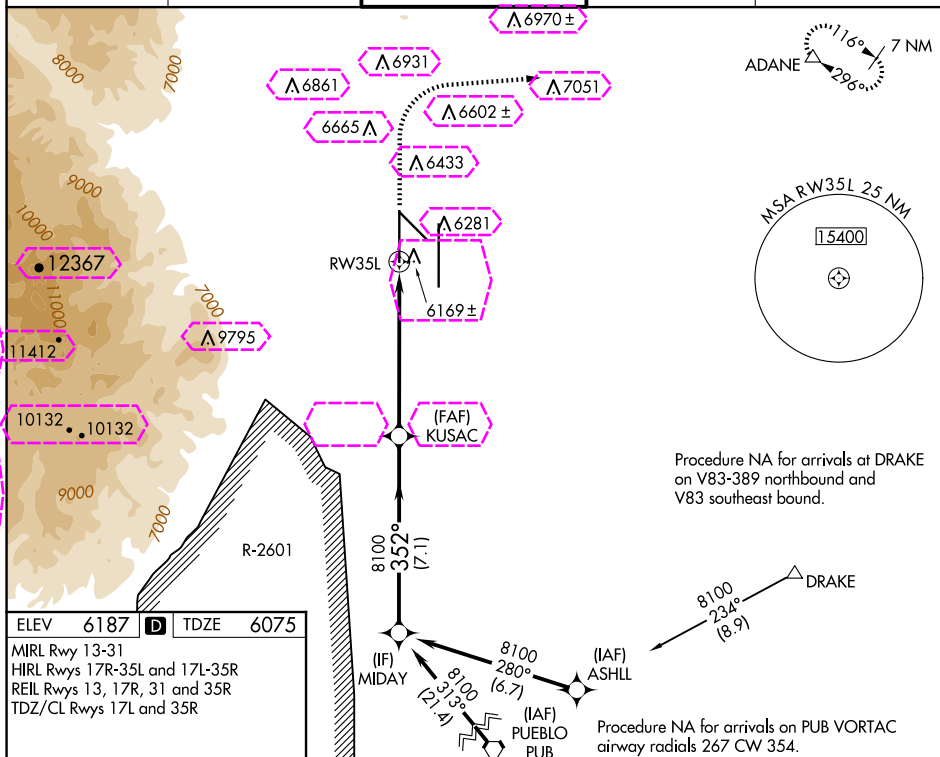 6970 ±
6931
6861
7051
6602 ±
6665
6433
6281
RW35L
6169 ±
8000
7000
9000
10000
12367
11000
7000
9795
11412
10132
10132
9000
7000
ADANE
116°
296°
7 NM
MSA RW35L 25 NM
15400
(FAF)
KUSAC
Procedure NA for arrivals at DRAKE
on V83-389 northbound and
V83 southeast bound.
R-2601
8100
352°
(7.1)
DRAKE
8100
234°
(8.9)
(IF)
MIDAY
8100
280°
(6.7)
(IAF)
ASHLL
8100
313°
(21.4)
(IAF)
PUEBLO
PUB
Procedure NA for arrivals on PUB VORTAC
airway radials 267 CW 354.
ELEV 6187 D TDZE 6075
MIRL Rwy 13-31
HIRL Rwys 17R-35L and 17L-35R
REIL Rwys 13, 17R, 31 and 35R
TDZ/CL Rwys 17L and 35R